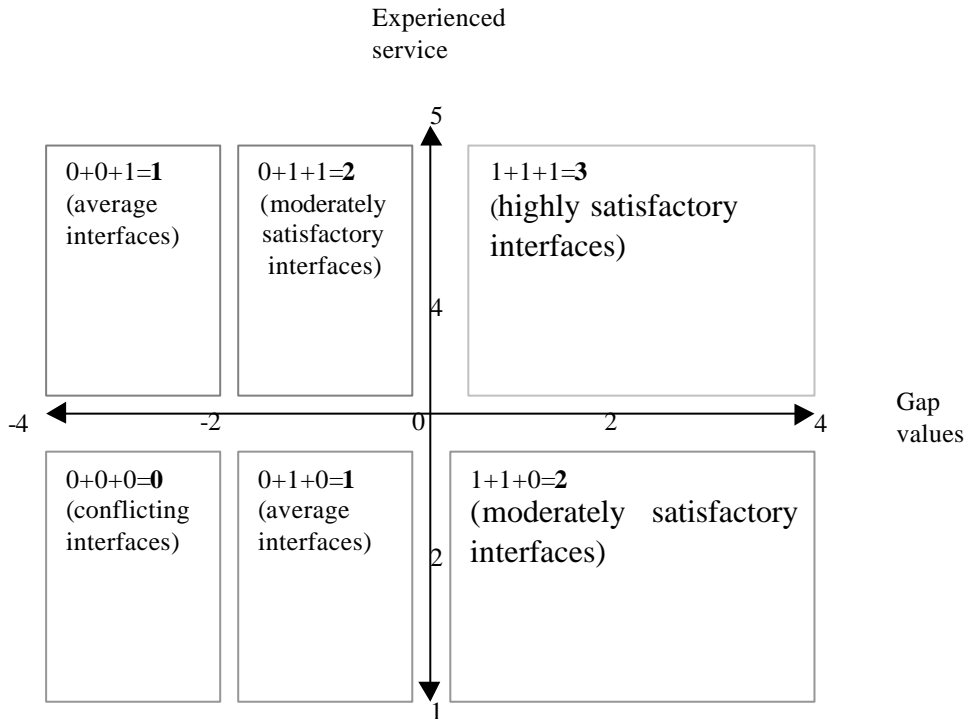 Experienced
service
5
0+0+1=1
(average
interfaces)
0+1+1=2
(moderately
satisfactory
interfaces)
1+1+1=3
(highly satisfactory
interfaces)
4
-4
-2
0
2
4
Gap
values
0+0+0=0
(conflicting
interfaces)
0+1+0=1
(average
interfaces)
1+1+0=2
(moderately satisfactory
interfaces)
2
1